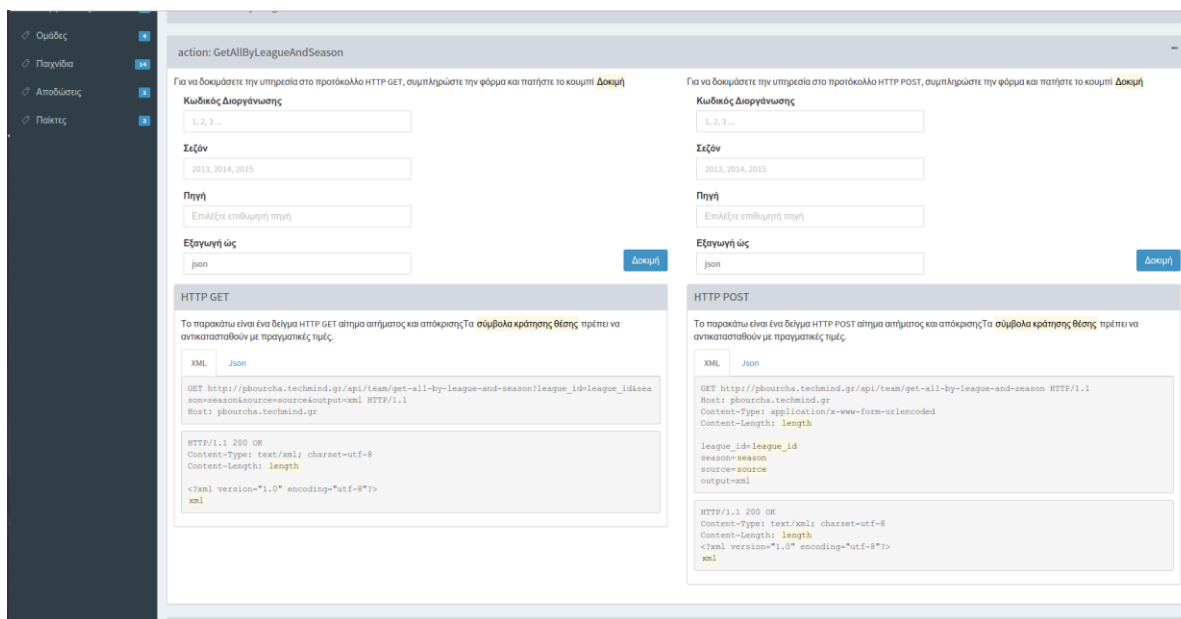 Ομάδες 4
Παιχνίδια 14
Αποδώσεις 3
Παίκτες 3
action: GetAllByLeagueAndSeason
Για να δοκιμάσετε την υπηρεσία στο προτόκολλο HTTP GET, συμπληρώστε την φόρμα και πατήστε το κουμπί Δοκιμή
Κωδικός Διοργάνωσης
1, 2, 3 ...
Σεζόν
2013, 2014, 2015
Πηγή
Επιλέξτε επιθυμητή πηγή
Εξαγωγή ώς
json
Δοκιμή
HTTP GET
Το παρακάτω είναι ένα δείγμα HTTP GET αίτημα αιτήματος και απόκρισηςΤα σύμβολα κράτησης θέσης πρέπει να
αντικατασταθούν με πραγματικές τιμές.
XML Json
GET http://pbourcha.techmind.gr/api/team/get-all-by-league-and-season?league_id=league_id&sea
son=season&source=source&output=xml HTTP/1.1
Host: pbourcha.techmind.gr
HTTP/1.1 200 OK
Content-Type: text/xml; charset=utf-8
Content-Length: length
<?xml version="1.0" encoding="utf-8"?>
xml
Για να δοκιμάσετε την υπηρεσία στο προτόκολλο HTTP POST, συμπληρώστε την φόρμα και πατήστε το κουμπί Δοκιμή
Κωδικός Διοργάνωσης
1, 2, 3 ...
Σεζόν
2013, 2014, 2015
Πηγή
Επιλέξτε επιθυμητή πηγή
Εξαγωγή ώς
json
Δοκιμή
HTTP POST
Το παρακάτω είναι ένα δείγμα HTTP POST αίτημα αιτήματος και απόκρισηςΤα σύμβολα κράτησης θέσης πρέπει να
αντικατασταθούν με πραγματικές τιμές.
XML Json
GET http://pbourcha.techmind.gr/api/team/get-all-by-league-and-season HTTP/1.1
Host: pbourcha.techmind.gr
Content-Type: application/x-www-form-urlencoded
Content-Length: length
league_id=league_id
season=season
source=source
output=xml
HTTP/1.1 200 OK
Content-Type: text/xml; charset=utf-8
Content-Length: length
<?xml version="1.0" encoding="utf-8"?>
xml